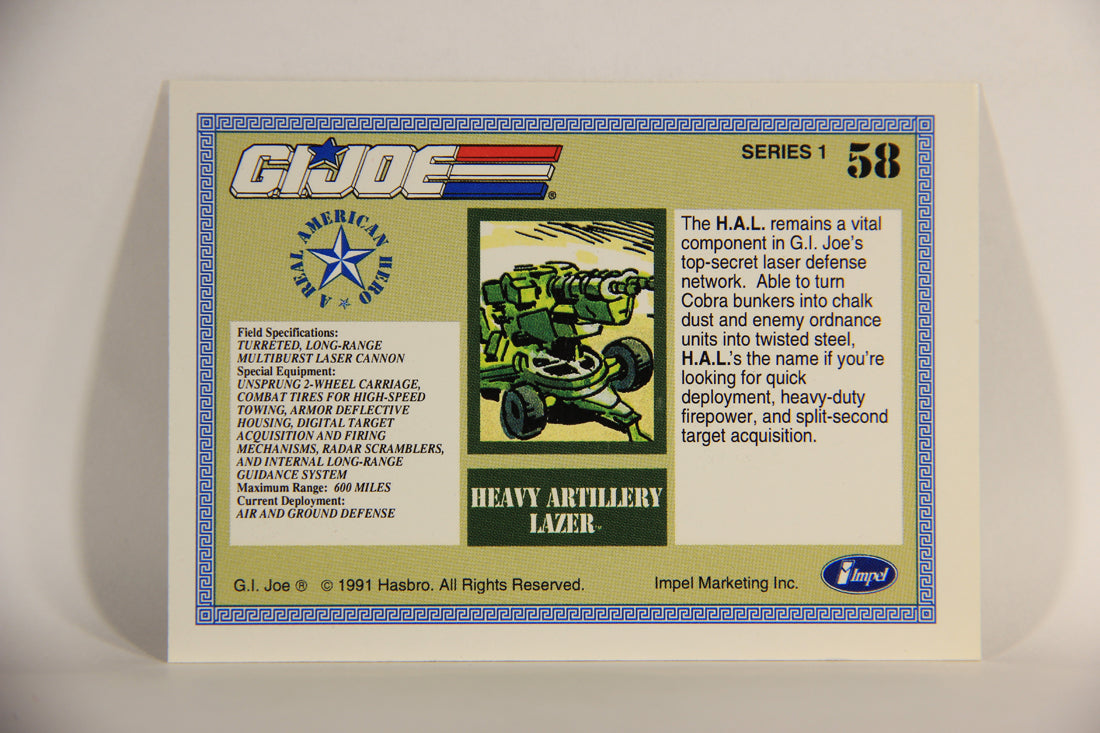 G.I. JOE ®
SERIES 1 58
A REAL AMERICAN HERO
Field Specifications:
TURRETED, LONG-RANGE
MULTIBURST LASER CANNON
Special Equipment:
UNSPRUNG 2-WHEEL CARRIAGE,
COMBAT TIRES FOR HIGH-SPEED
TOWING, ARMOR DEFLECTIVE
HOUSING, DIGITAL TARGET
ACQUISITION AND FIRING
MECHANISMS, RADAR SCRAMBLERS,
AND INTERNAL LONG-RANGE
GUIDANCE SYSTEM
Maximum Range: 600 MILES
Current Deployment:
AIR AND GROUND DEFENSE
HEAVY ARTILLERY
LAZER™
The H.A.L. remains a vital
component in G.I. Joe's
top-secret laser defense
network. Able to turn
Cobra bunkers into chalk
dust and enemy ordnance
units into twisted steel,
H.A.L.'s the name if you're
looking for quick
deployment, heavy-duty
firepower, and split-second
target acquisition.
G.I. Joe ® © 1991 Hasbro. All Rights Reserved.
Impel Marketing Inc.
Impel